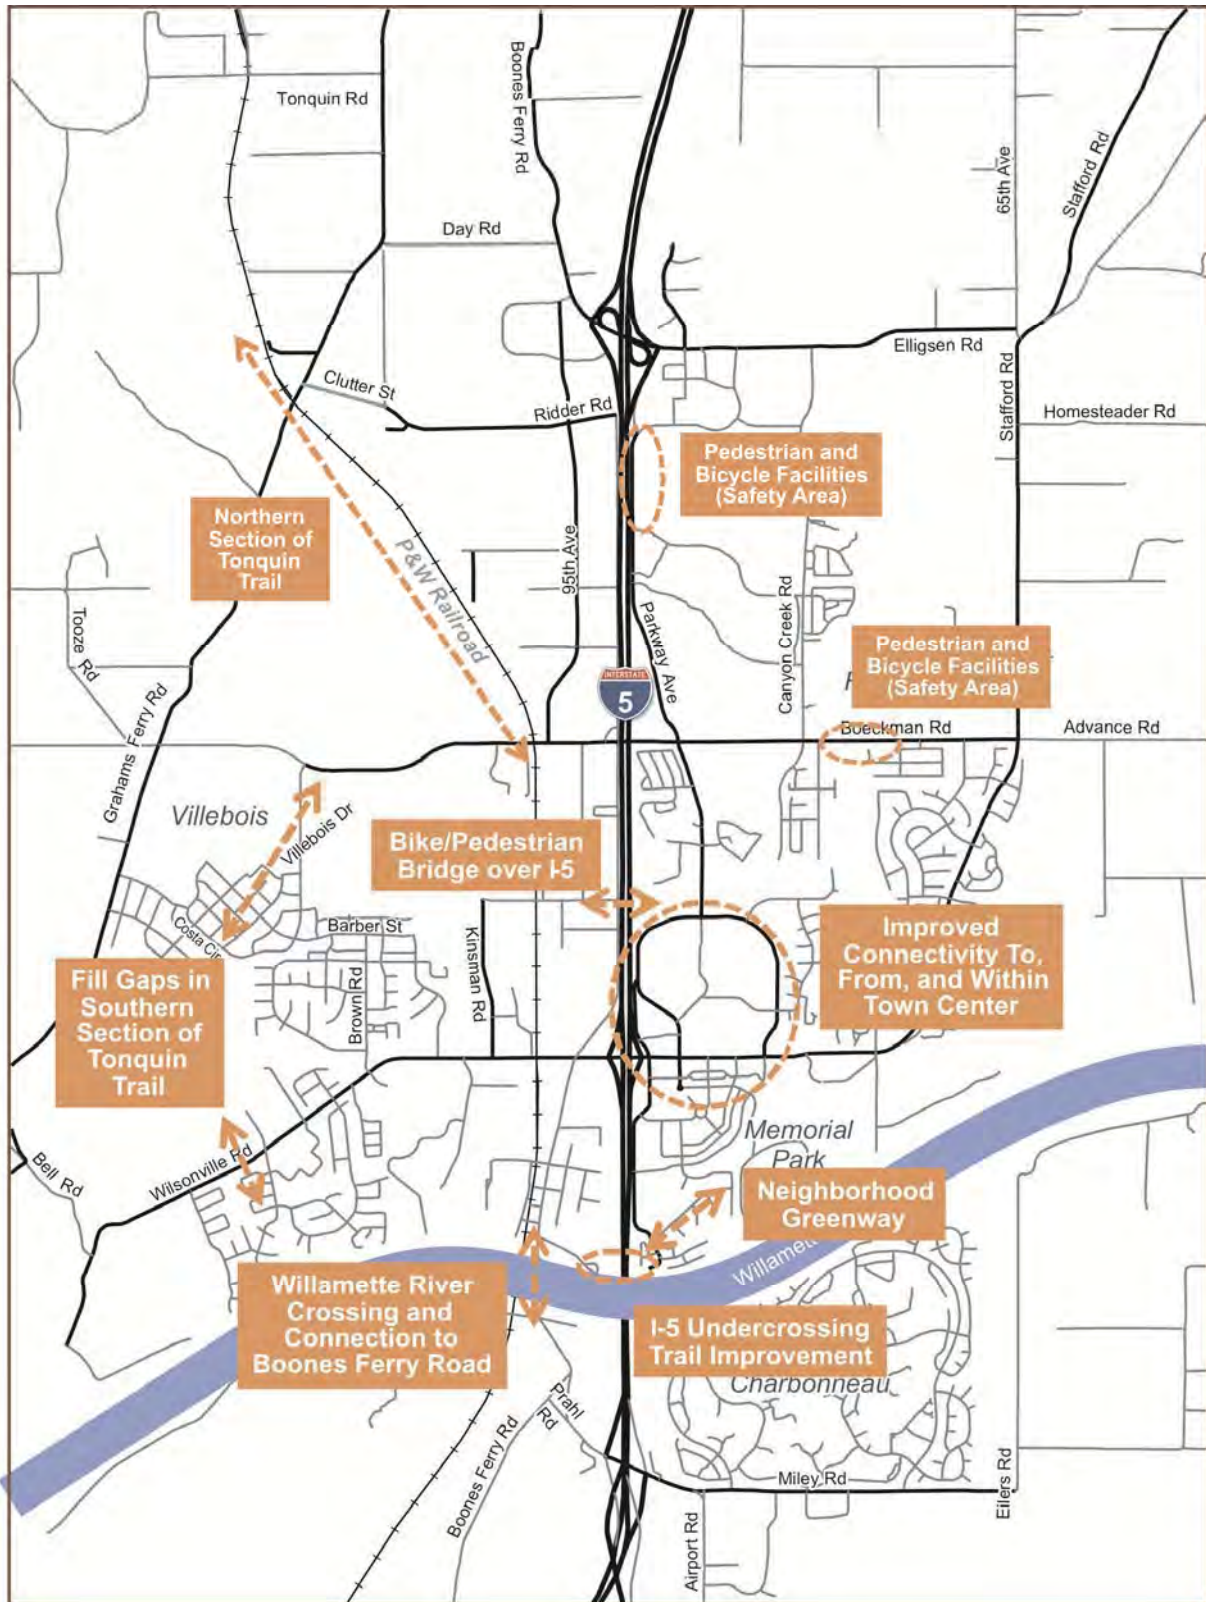 Tonquin Rd
Boones Ferry Rd
65th Ave
Stafford Rd
Day Rd
Elligsen Rd
Clutter St
Ridder Rd
Stafford Rd
Homesteader Rd
Pedestrian and
Bicycle Facilities
(Safety Area)
Northern
Section of
Tonquin
Trail
P&W Railroad
95th Ave
Canyon Creek Rd
Tooze Rd
Parkway Ave
Pedestrian and
Bicycle Facilities
(Safety Area)
INTERSTATE
5
Grahams Ferry Rd
Boeckman Rd
Advance Rd
Villebois
Villebois Dr
Bike/Pedestrian
Bridge over I-5
Costa Cir
Barber St
Kinsman Rd
Improved
Connectivity To,
From, and Within
Town Center
Fill Gaps in
Southern
Section of
Tonquin
Trail
Brown Rd
Memorial
Park
Bell Rd
Wilsonville Rd
Neighborhood
Greenway
Willamette River
Crossing and
Connection to
Boones Ferry Road
I-5 Undercrossing
Trail Improvement
Charbonneau
Prahl Rd
Boones Ferry Rd
Miley Rd
Eilers Rd
Airport Rd